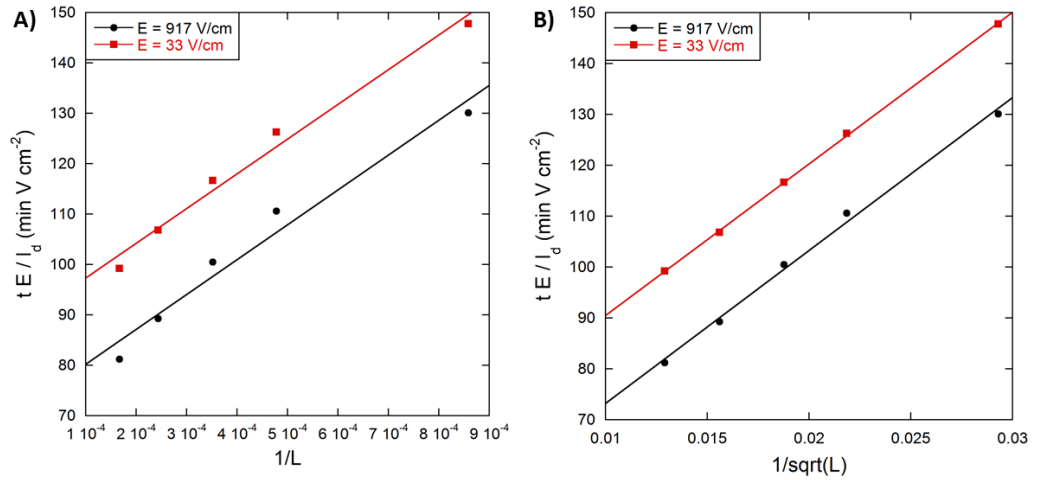 A)
E = 917 V/cm
E = 33 V/cm
150
140
130
120
110
100
90
80
70
t E / l_d (min V cm⁻²)
1 10⁻⁴ 2 10⁻⁴ 3 10⁻⁴ 4 10⁻⁴ 5 10⁻⁴ 6 10⁻⁴ 7 10⁻⁴ 8 10⁻⁴ 9 10⁻⁴
1/L
B)
E = 917 V/cm
E = 33 V/cm
150
140
130
120
110
100
90
80
70
t E / l_d (min V cm⁻²)
0.01 0.015 0.02 0.025 0.03
1/sqrt(L)